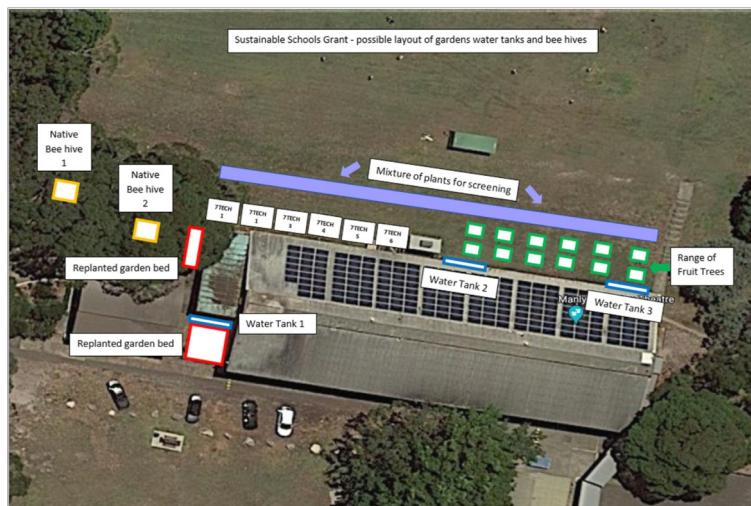 Sustainable Schools Grant - possible layout of gardens water tanks and bee hives
Native
Bee hive
1
Native
Bee hive
2
Mixture of plants for screening
7TECH
1
7TECH
1
7TECH
3
7TECH
4
7TECH
5
7TECH
6
Replanted garden bed
Range of
Fruit Trees
Water Tank 2
Manly
Water Tank 3
Water Tank 1
Replanted garden bed